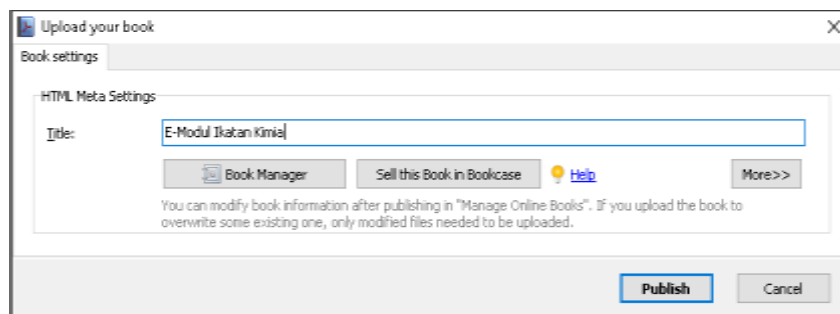 Upload your book
Book settings
HTML Meta Settings
Title: E-Modul Ikatan Kimia
Book Manager Sell this Book in Bookcase Help More>>
You can modify book information after publishing in "Manage Online Books". If you upload the book to
overwrite some existing one, only modified files needed to be uploaded.
Publish Cancel